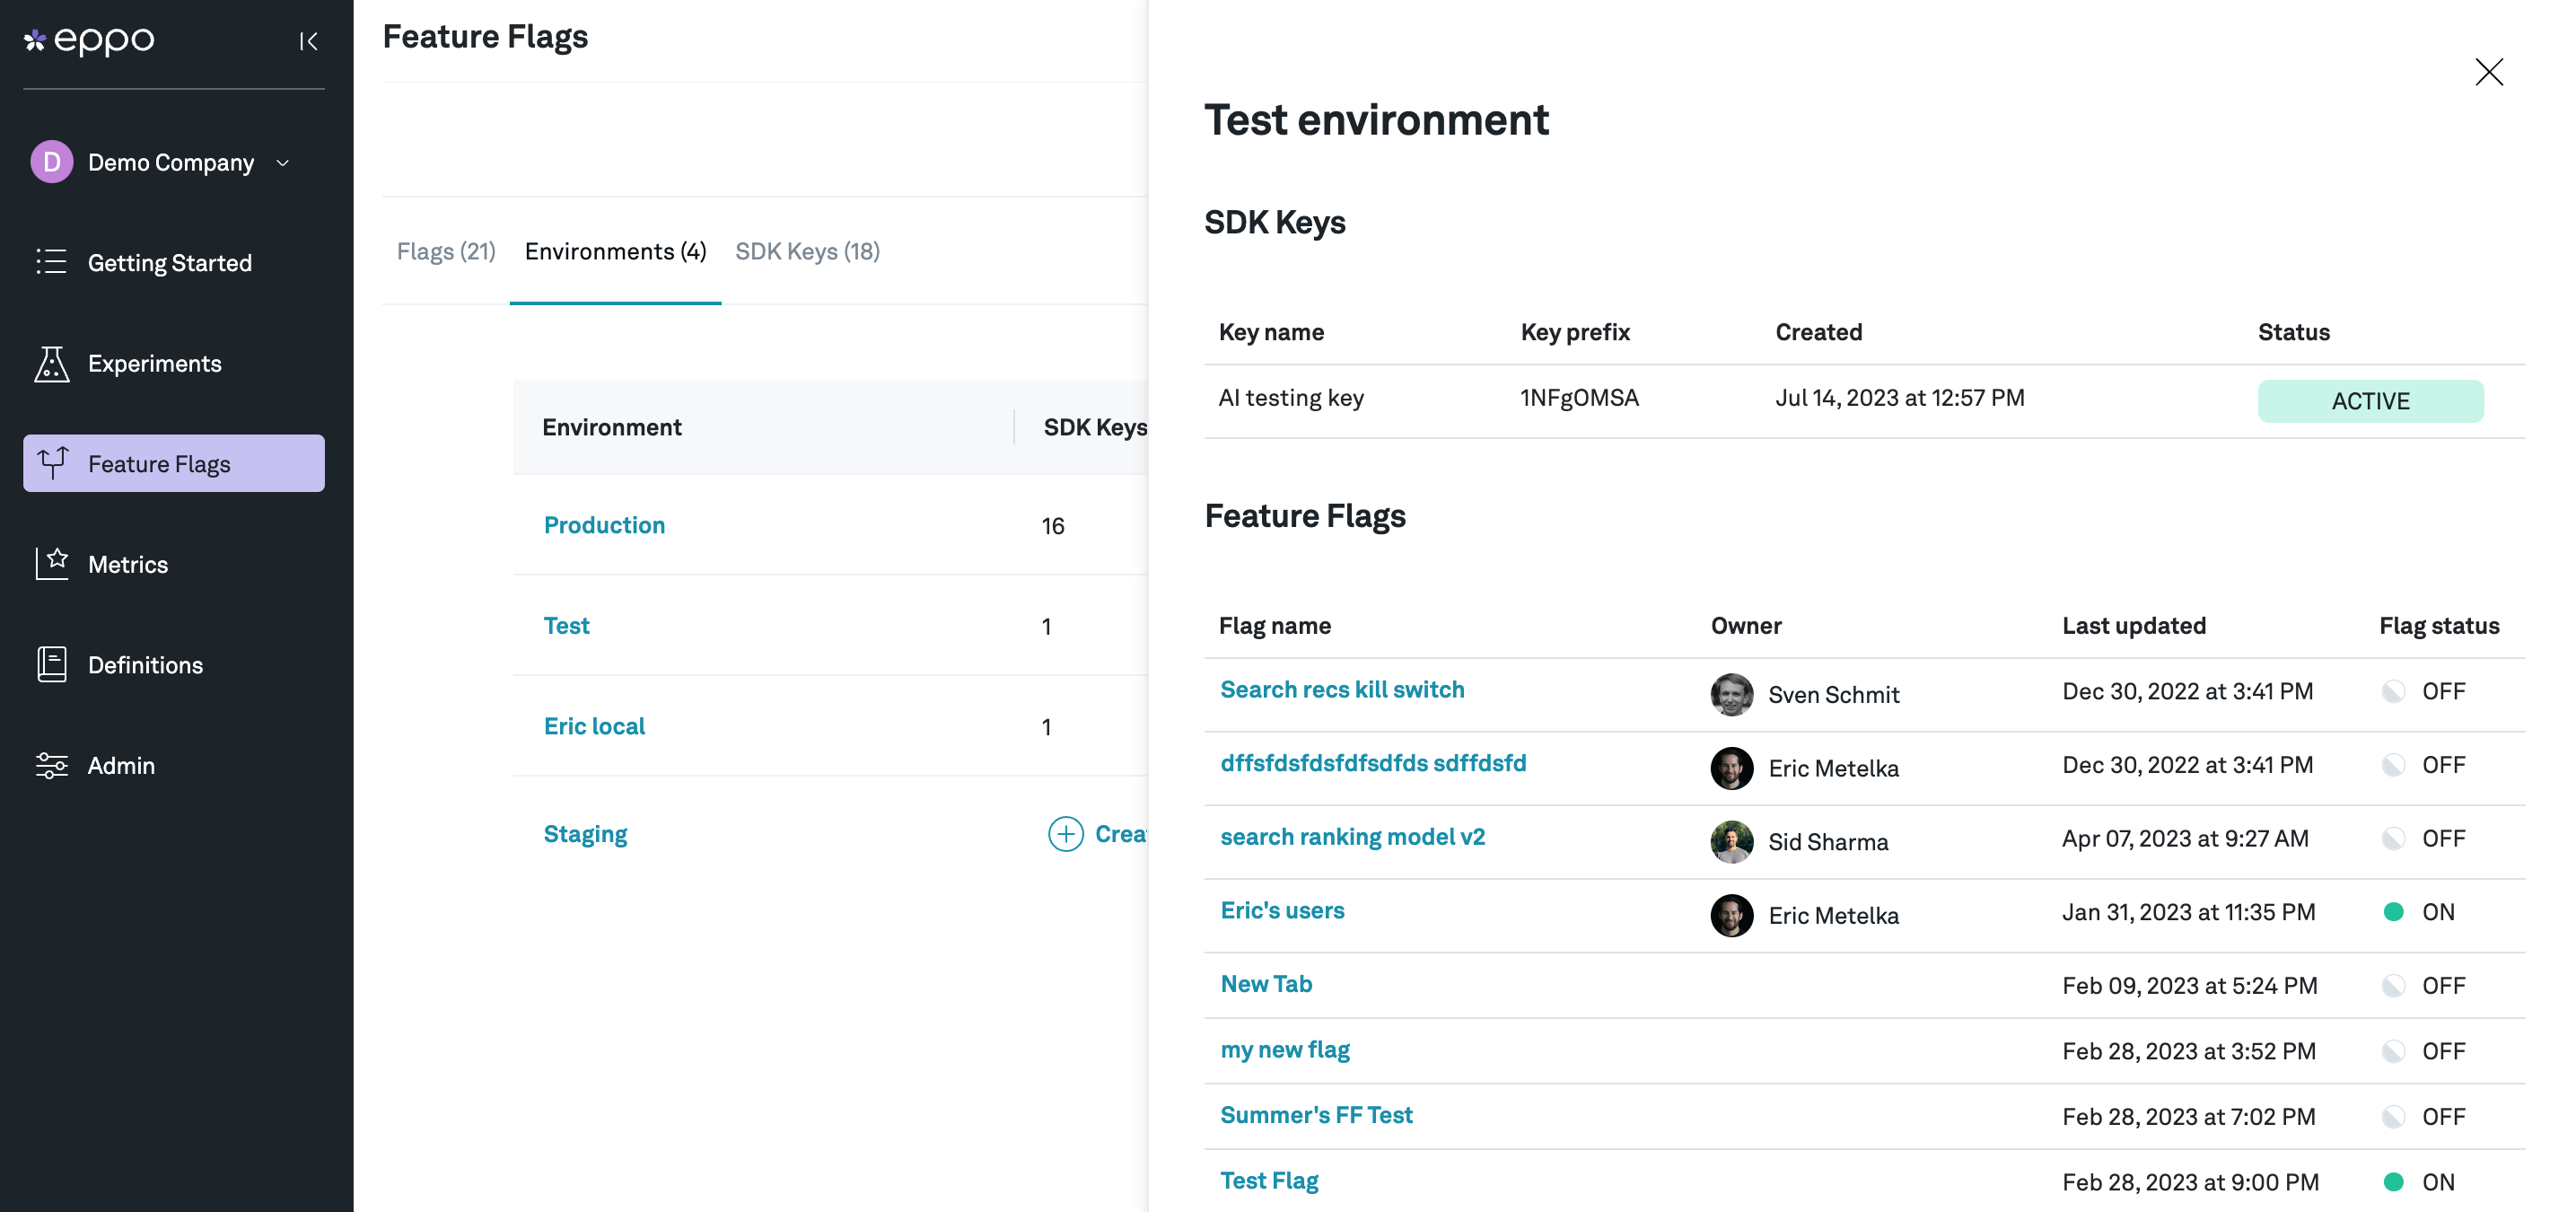 eppo
D Demo Company
Getting Started
Experiments
Feature Flags
Metrics
Definitions
Admin
Feature Flags
Flags (21) Environments (4) SDK Keys (18)
Environment SDK Keys
Production 16
Test 1
Eric local 1
Staging
Test environment
SDK Keys
Key name Key prefix Created Status
AI testing key 1NFgOMSA Jul 14, 2023 at 12:57 PM ACTIVE
Feature Flags
Flag name Owner Last updated Flag status
Search recs kill switch Sven Schmit Dec 30, 2022 at 3:41 PM OFF
dffsfdsfdsfdfsdfds sdffdsfd Eric Metelka Dec 30, 2022 at 3:41 PM OFF
search ranking model v2 Sid Sharma Apr 07, 2023 at 9:27 AM OFF
Eric's users Eric Metelka Jan 31, 2023 at 11:35 PM ON
New Tab Feb 09, 2023 at 5:24 PM OFF
my new flag Feb 28, 2023 at 3:52 PM OFF
Summer's FF Test Feb 28, 2023 at 7:02 PM OFF
Test Flag Feb 28, 2023 at 9:00 PM ON